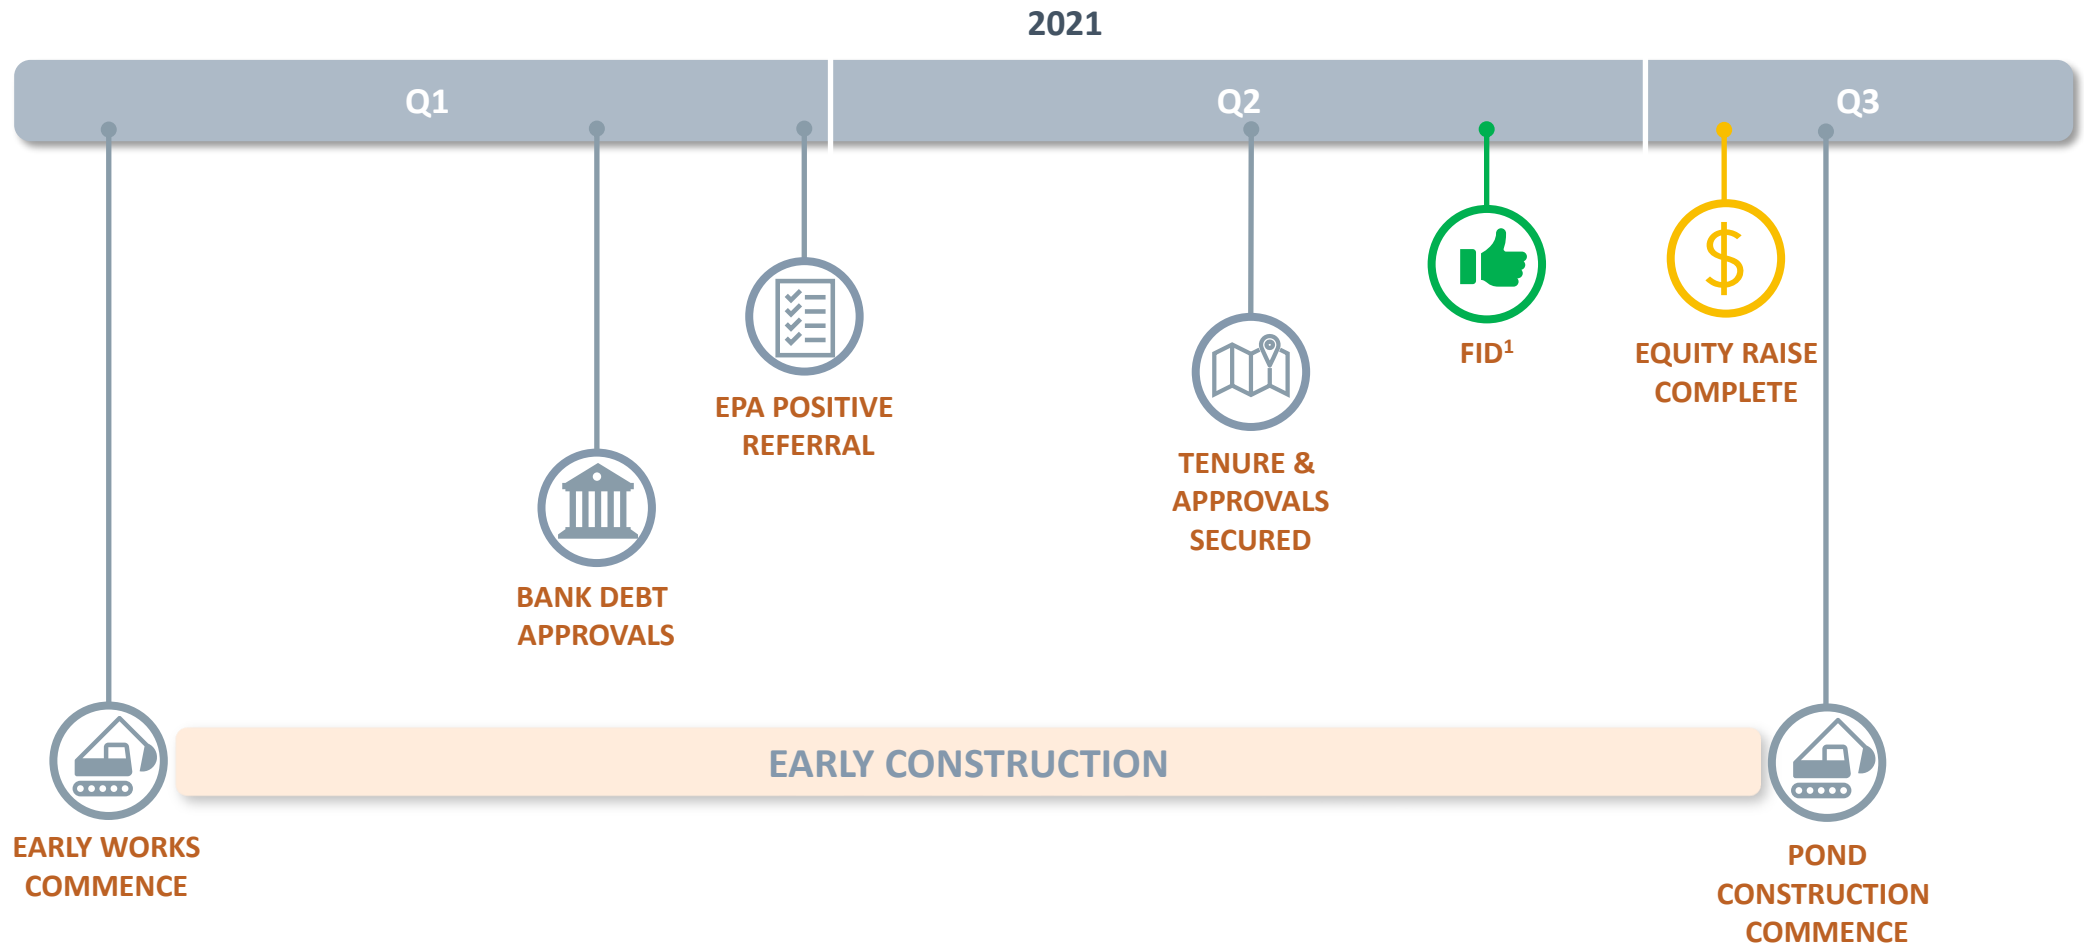 2021
Q1
Q2
Q3
EPA POSITIVE
REFERRAL
BANK DEBT
APPROVALS
TENURE &
APPROVALS
SECURED
FID¹
EQUITY RAISE
COMPLETE
EARLY CONSTRUCTION
EARLY WORKS
COMMENCE
POND
CONSTRUCTION
COMMENCE